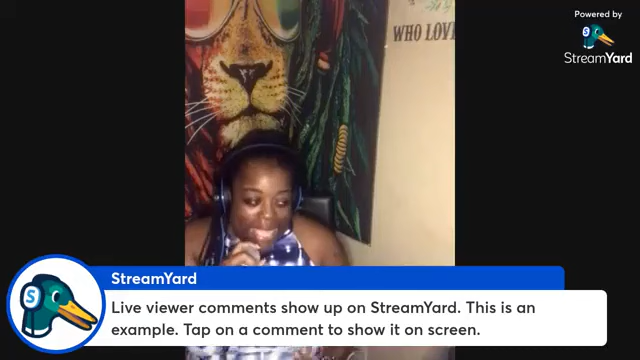 Powered by
StreamYard
WHO LOVE
StreamYard
Live viewer comments show up on StreamYard. This is an
example. Tap on a comment to show it on screen.